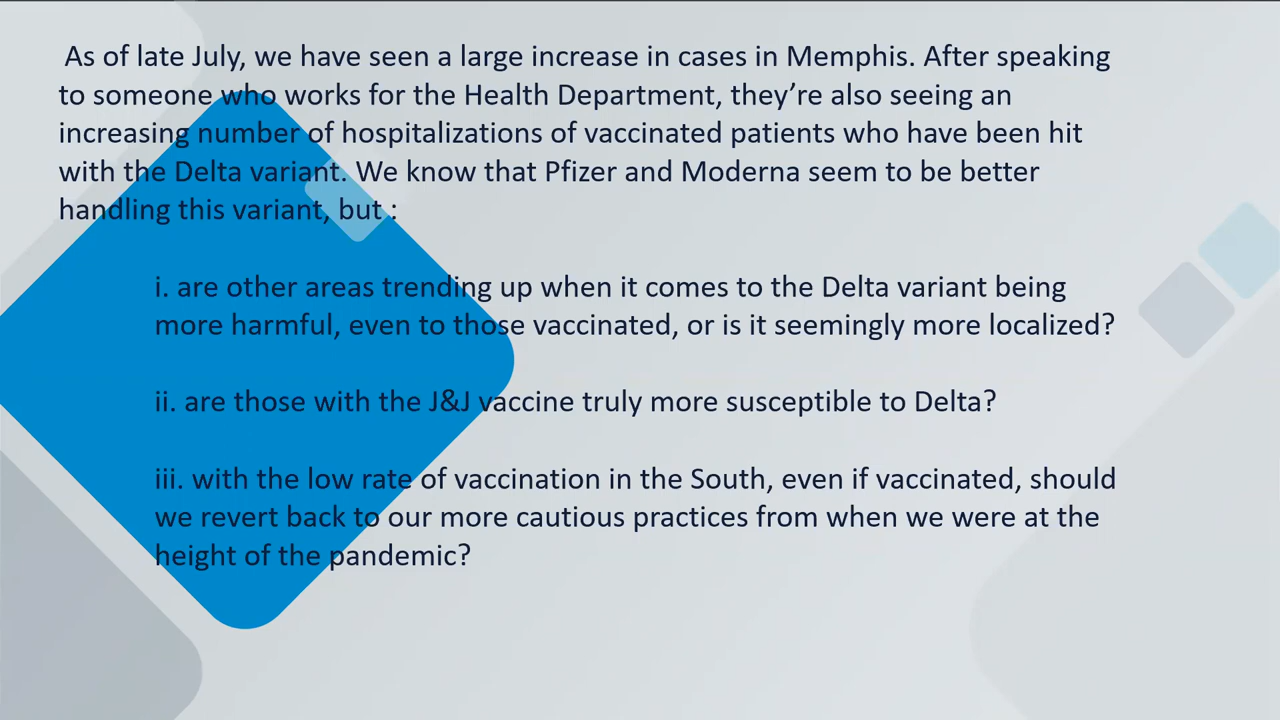 As of late July, we have seen a large increase in cases in Memphis. After speaking
to someone who works for the Health Department, they’re also seeing an
increasing number of hospitalizations of vaccinated patients who have been hit
with the Delta variant. We know that Pfizer and Moderna seem to be better
handling this variant, but :
i. are other areas trending up when it comes to the Delta variant being
more harmful, even to those vaccinated, or is it seemingly more localized?
ii. are those with the J&J vaccine truly more susceptible to Delta?
iii. with the low rate of vaccination in the South, even if vaccinated, should
we revert back to our more cautious practices from when we were at the
height of the pandemic?